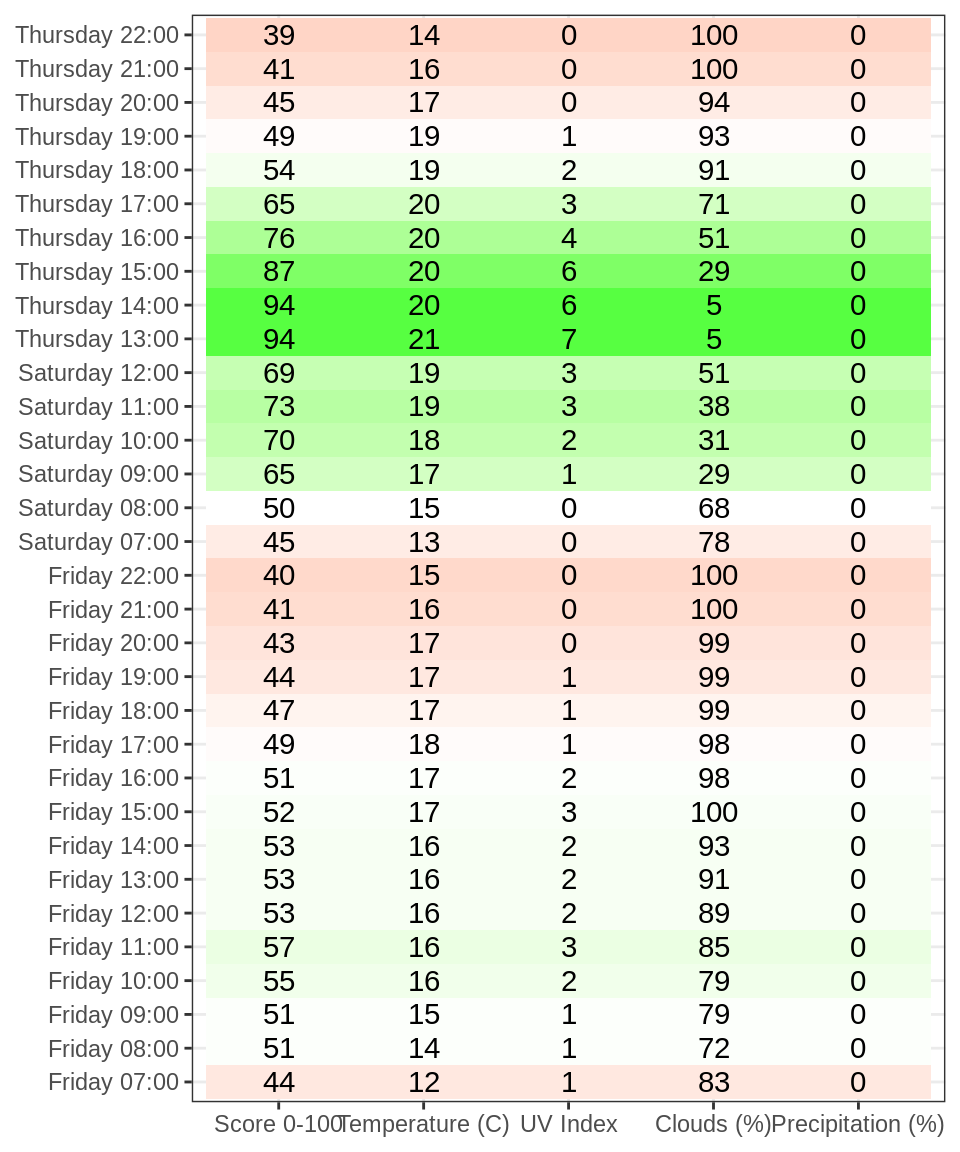 Thursday 22:00 39 14 0 100 0
Thursday 21:00 41 16 0 100 0
Thursday 20:00 45 17 0 94 0
Thursday 19:00 49 19 1 93 0
Thursday 18:00 54 19 2 91 0
Thursday 17:00 65 20 3 71 0
Thursday 16:00 76 20 4 51 0
Thursday 15:00 87 20 6 29 0
Thursday 14:00 94 20 6 5 0
Thursday 13:00 94 21 7 5 0
Saturday 12:00 69 19 3 51 0
Saturday 11:00 73 19 3 38 0
Saturday 10:00 70 18 2 31 0
Saturday 09:00 65 17 1 29 0
Saturday 08:00 50 15 0 68 0
Saturday 07:00 45 13 0 78 0
Friday 22:00 40 15 0 100 0
Friday 21:00 41 16 0 100 0
Friday 20:00 43 17 0 99 0
Friday 19:00 44 17 1 99 0
Friday 18:00 47 17 1 99 0
Friday 17:00 49 18 1 98 0
Friday 16:00 51 17 2 98 0
Friday 15:00 52 17 3 100 0
Friday 14:00 53 16 2 93 0
Friday 13:00 53 16 2 91 0
Friday 12:00 53 16 2 89 0
Friday 11:00 57 16 3 85 0
Friday 10:00 55 16 2 79 0
Friday 09:00 51 15 1 79 0
Friday 08:00 51 14 1 72 0
Friday 07:00 44 12 1 83 0
Score 0-100 Temperature (C) UV Index Clouds (%) Precipitation (%)